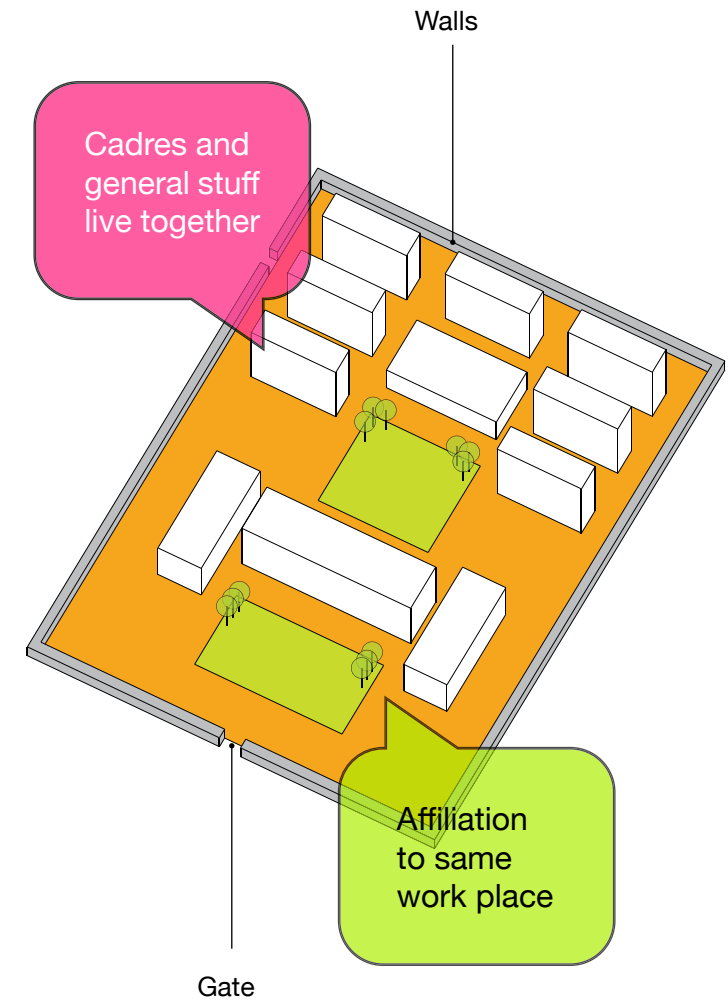 Walls
Cadres and
general stuff
live together
Affiliation
to same
work place
Gate